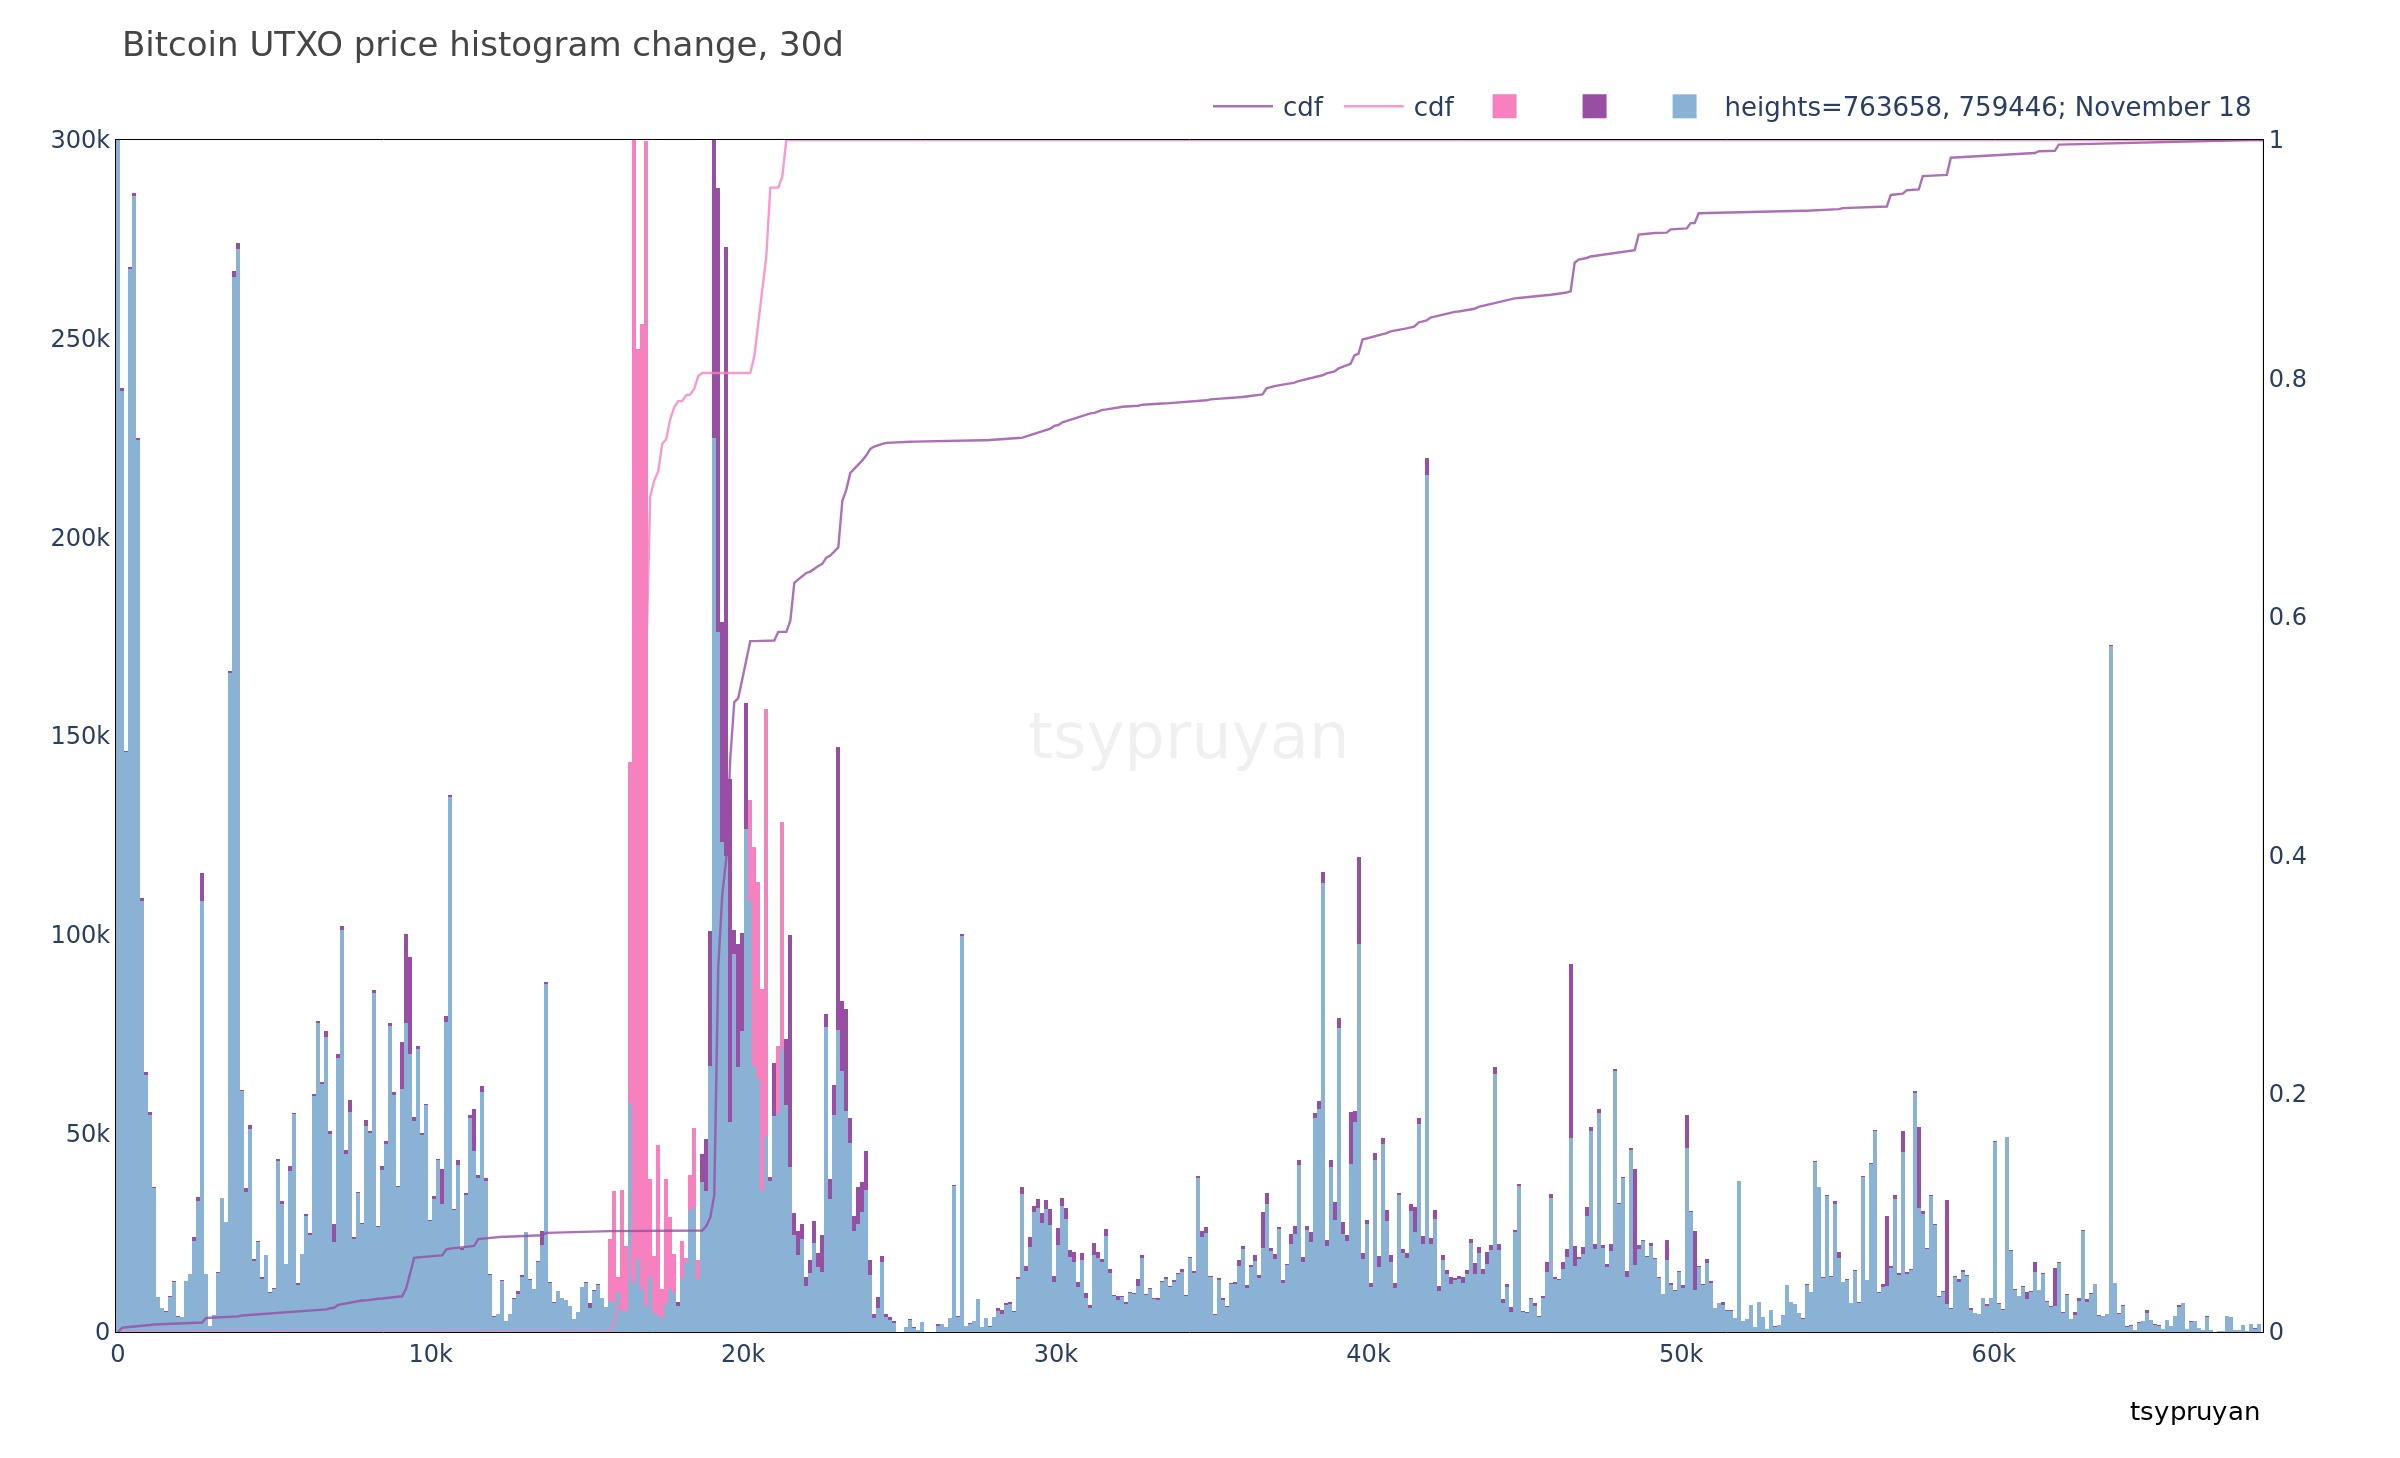 Bitcoin UTXO price histogram change, 30d
cdf cdf heights=763658, 759446; November 18
300k
250k
200k
150k
100k
50k
0
1
0.8
0.6
0.4
0.2
0
tsypruyan
0 10k 20k 30k 40k 50k 60k
tsypruyan